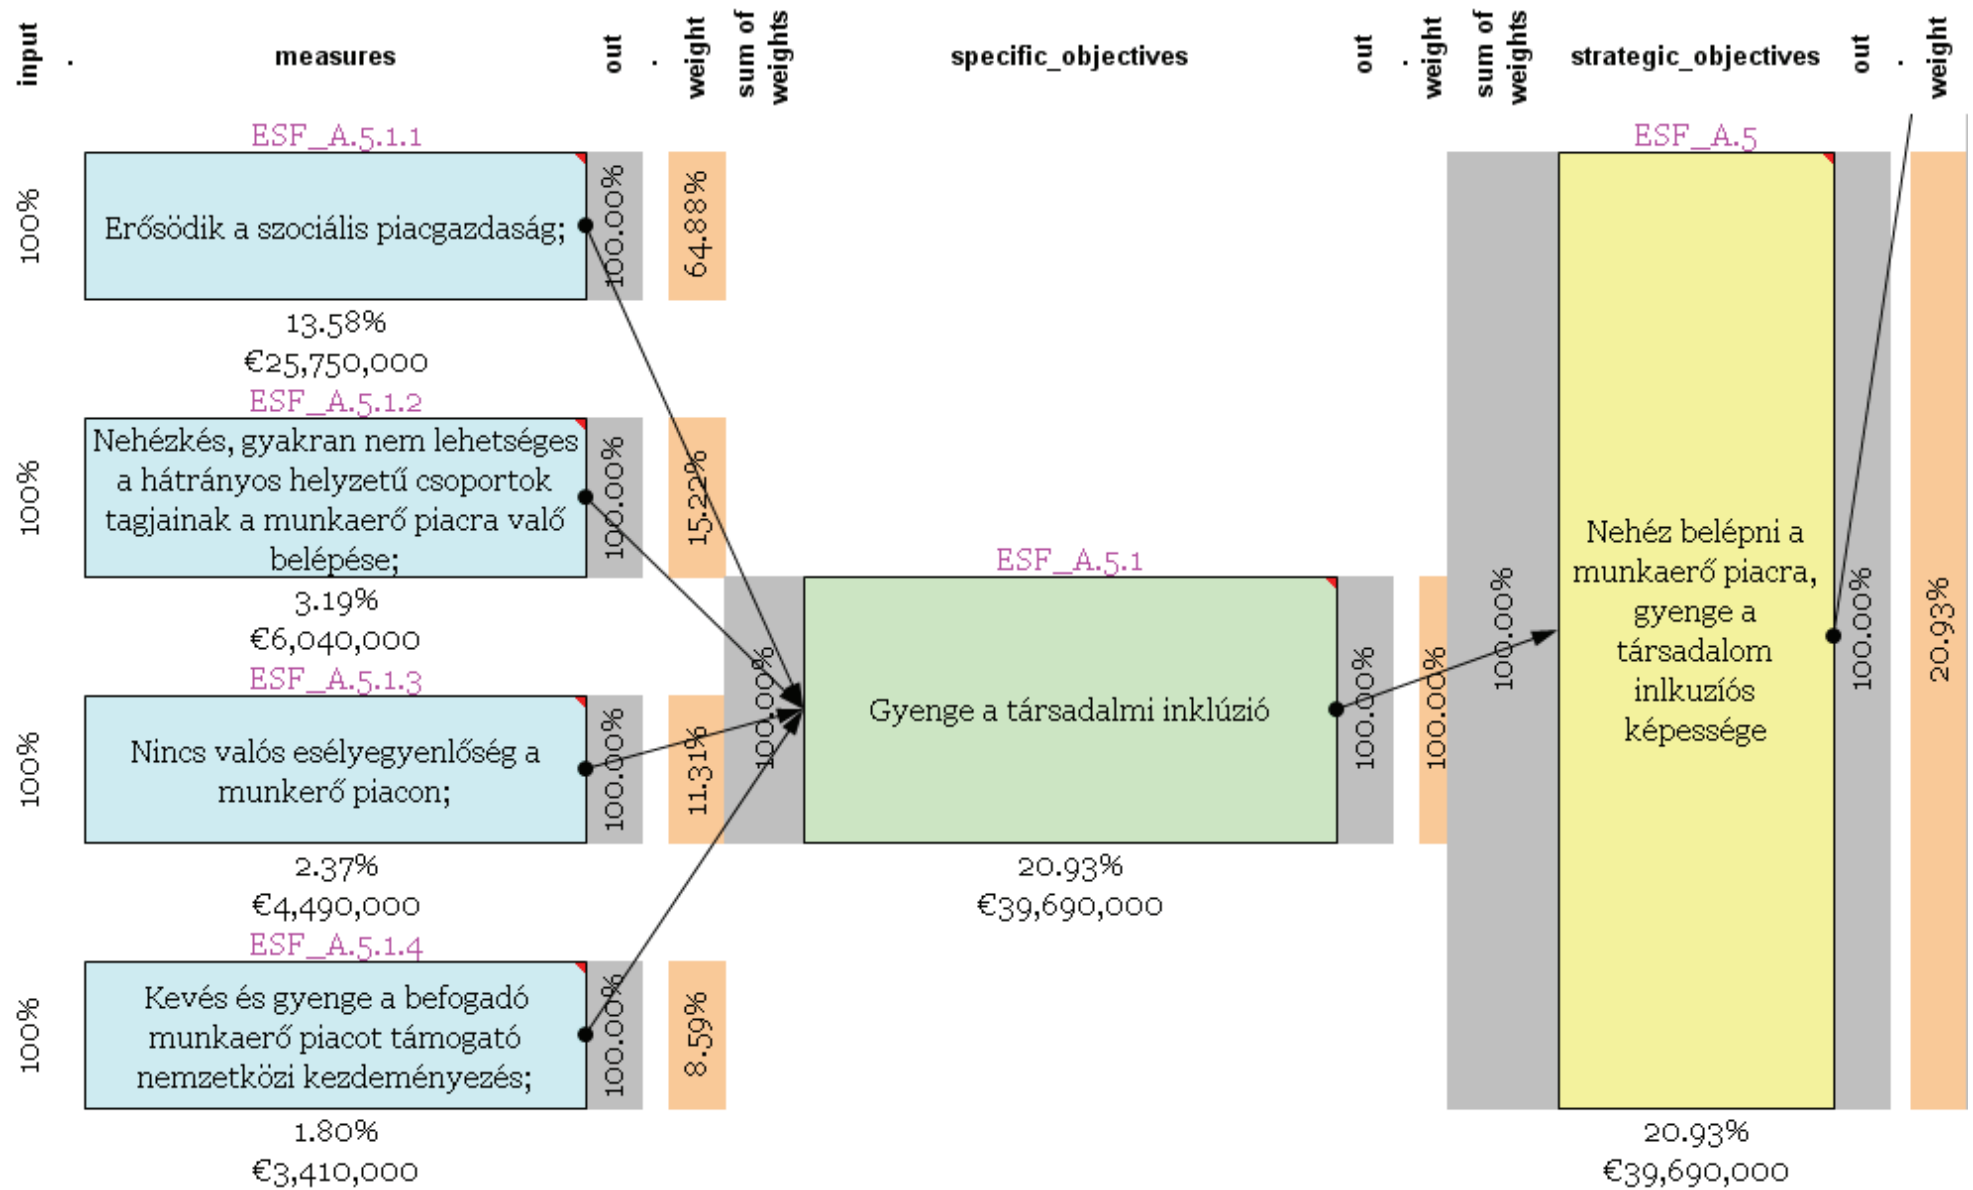 input
.
measures
out
.
weight
sum of
weights
specific_objectives
out
.
weight
sum of
weights
strategic_objectives
out
.
weight
ESF_A.5.1.1
100%
Erősödik a szociális piacgazdaság;
100.00%
64.88%
13.58%
€25,750,000
ESF_A.5.1.2
100%
Nehézkés, gyakran nem lehetséges
a hátrányos helyzetű csoportok
tagjainak a munkaerő piacra való
belépése;
100.00%
15.22%
3.19%
€6,040,000
ESF_A.5.1.3
100%
Nincs valós esélyegyenlőség a
munkerő piacon;
100.00%
11.31%
2.37%
€4,490,000
ESF_A.5.1.4
100%
Kevés és gyenge a befogadó
munkaerő piacot támogató
nemzetközi kezdeményezés;
100.00%
8.59%
1.80%
€3,410,000
100.00%
ESF_A.5.1
Gyenge a társadalmi inklúzió
100.00%
100.00%
20.93%
€39,690,000
100.00%
ESF_A.5
Nehéz belépni a
munkaerő piacra,
gyenge a
társadalom
inlkuzíós
képessége
100.00%
20.93%
20.93%
€39,690,000